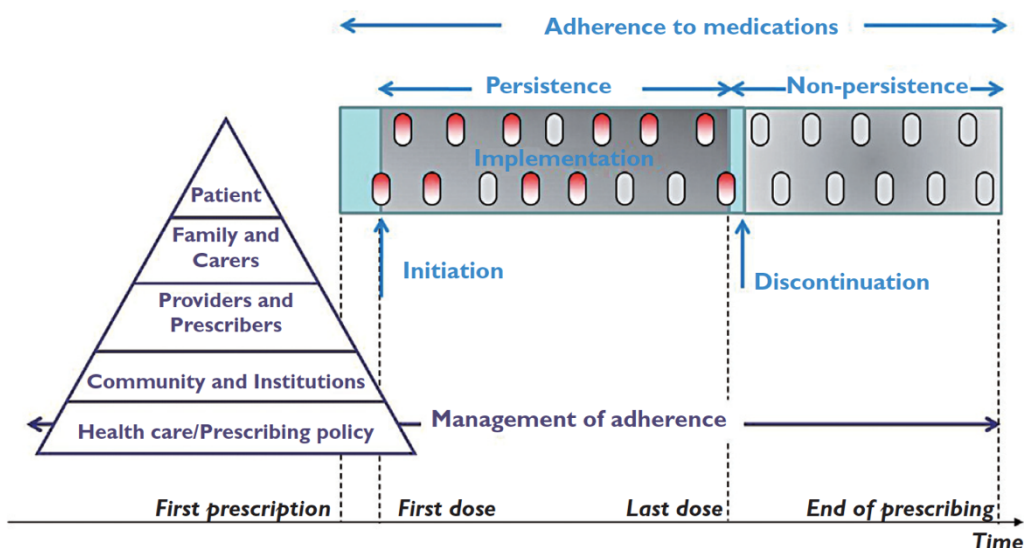 Adherence to medications
Persistence
Non-persistence
Implementation
Patient
Family and
Carers
Initiation
Discontinuation
Providers and
Prescribers
Community and Institutions
Management of adherence
Health care/Prescribing policy
First prescription
First dose
Last dose
End of prescribing
Time